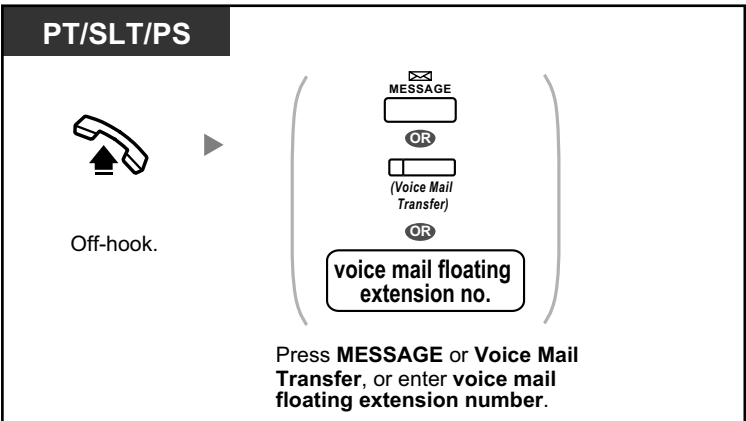 PT/SLT/PS
MESSAGE
OR
(Voice Mail
Transfer)
OR
voice mail floating
extension no.
Off-hook.
Press MESSAGE or Voice Mail
Transfer, or enter voice mail
floating extension number.